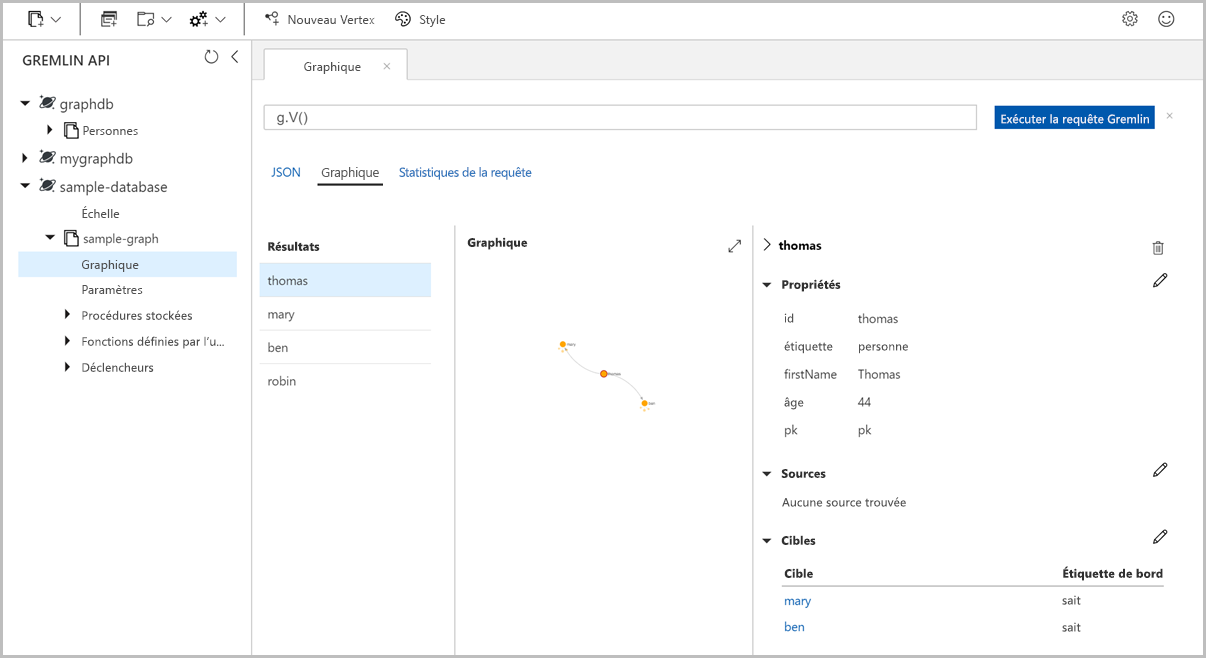 Nouveau Vertex
Style
GREMLIN API
graphdb
Personnes
mygraphdb
sample-database
Échelle
sample-graph
Graphique
Paramètres
Procédures stockées
Fonctions définies par l'u...
Déclencheurs
Graphique
g.V()
Exécuter la requête Gremlin
JSON Graphique Statistiques de la requête
Résultats
thomas
mary
ben
robin
Graphique
mary
thomas
thomas
Propriétés
id thomas
étiquette personne
firstName Thomas
âge 44
pk pk
Sources
Aucune source trouvée
Cibles
Cible Étiquette de bord
mary sait
ben sait